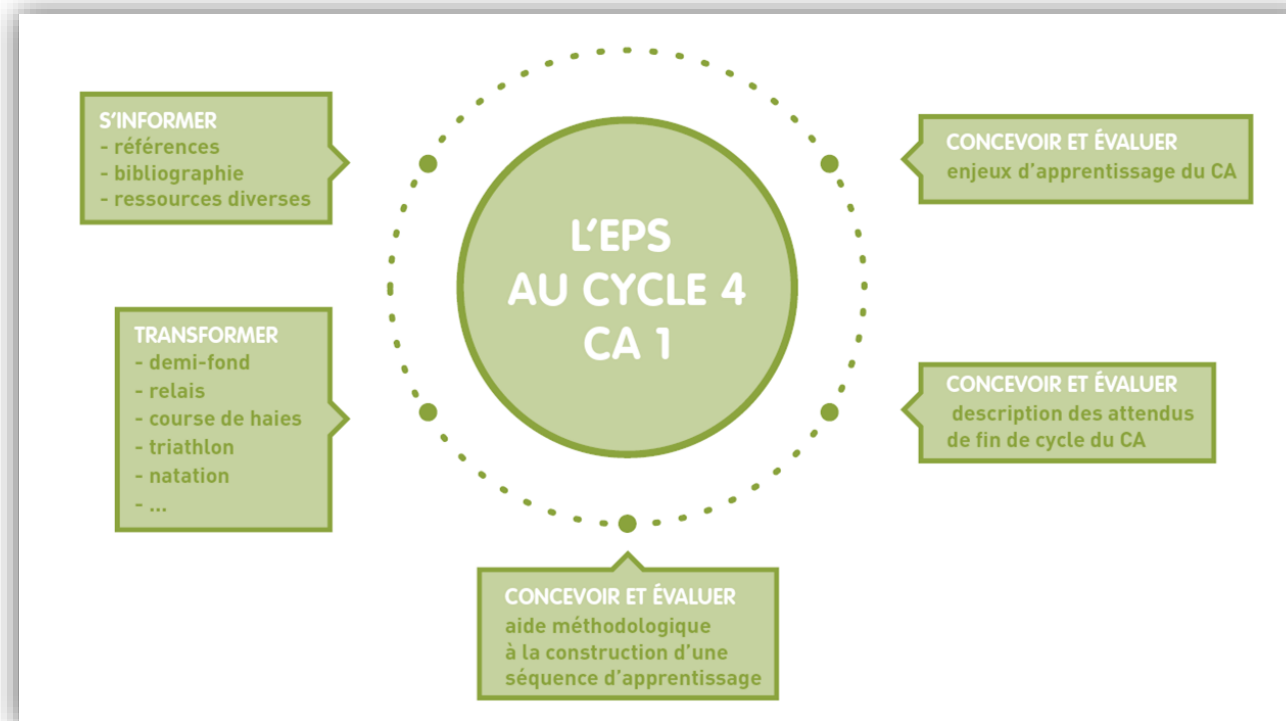 L'EPS
AU CYCLE 4
CA 1
S'INFORMER
- références
- bibliographie
- ressources diverses
TRANSFORMER
- demi-fond
- relais
- course de haies
- triathlon
- natation
- ...
CONCEVOIR ET ÉVALUER
enjeux d'apprentissage du CA
CONCEVOIR ET ÉVALUER
description des attendus
de fin de cycle du CA
CONCEVOIR ET ÉVALUER
aide méthodologique
à la construction d'une
séquence d'apprentissage